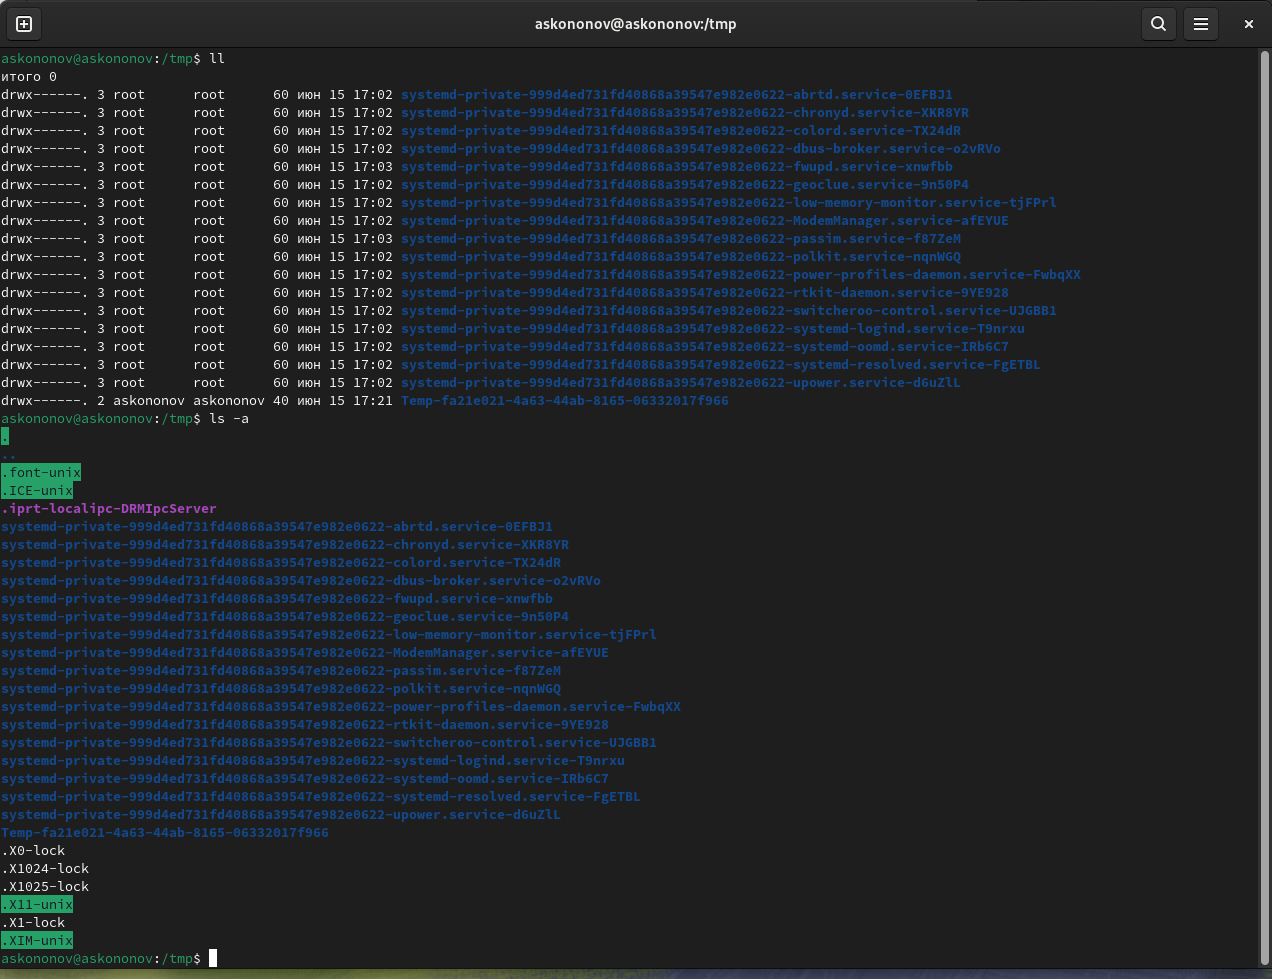 askononov@askononov:/tmp
askononov@askononov:/tmp$ ll
итого 0
drwx------. 3 root      root      60 июн 15 17:02 systemd-private-999d4ed731fd40868a39547e982e0622-abrtd.service-0EFBJ1
drwx------. 3 root      root      60 июн 15 17:02 systemd-private-999d4ed731fd40868a39547e982e0622-chronyd.service-XKR8YR
drwx------. 3 root      root      60 июн 15 17:02 systemd-private-999d4ed731fd40868a39547e982e0622-colord.service-TX24dR
drwx------. 3 root      root      60 июн 15 17:02 systemd-private-999d4ed731fd40868a39547e982e0622-dbus-broker.service-o2vRVo
drwx------. 3 root      root      60 июн 15 17:03 systemd-private-999d4ed731fd40868a39547e982e0622-fwupd.service-xnwfbb
drwx------. 3 root      root      60 июн 15 17:02 systemd-private-999d4ed731fd40868a39547e982e0622-geoclue.service-9n50P4
drwx------. 3 root      root      60 июн 15 17:02 systemd-private-999d4ed731fd40868a39547e982e0622-low-memory-monitor.service-tjFPrl
drwx------. 3 root      root      60 июн 15 17:02 systemd-private-999d4ed731fd40868a39547e982e0622-ModemManager.service-afEYUE
drwx------. 3 root      root      60 июн 15 17:03 systemd-private-999d4ed731fd40868a39547e982e0622-passim.service-f87ZeM
drwx------. 3 root      root      60 июн 15 17:02 systemd-private-999d4ed731fd40868a39547e982e0622-polkit.service-nqnWGQ
drwx------. 3 root      root      60 июн 15 17:02 systemd-private-999d4ed731fd40868a39547e982e0622-power-profiles-daemon.service-FwbqXX
drwx------. 3 root      root      60 июн 15 17:02 systemd-private-999d4ed731fd40868a39547e982e0622-rtkit-daemon.service-9YE928
drwx------. 3 root      root      60 июн 15 17:02 systemd-private-999d4ed731fd40868a39547e982e0622-switcheroo-control.service-UJGBB1
drwx------. 3 root      root      60 июн 15 17:02 systemd-private-999d4ed731fd40868a39547e982e0622-systemd-logind.service-T9nrxu
drwx------. 3 root      root      60 июн 15 17:02 systemd-private-999d4ed731fd40868a39547e982e0622-systemd-oomd.service-IRb6C7
drwx------. 3 root      root      60 июн 15 17:02 systemd-private-999d4ed731fd40868a39547e982e0622-systemd-resolved.service-FgETBL
drwx------. 3 root      root      60 июн 15 17:02 systemd-private-999d4ed731fd40868a39547e982e0622-upower.service-d6uZlL
drwx------. 2 askononov askononov 40 июн 15 17:21 Temp-fa21e021-4a63-44ab-8165-06332017f966
askononov@askononov:/tmp$ ls -a
.
..
.font-unix
.ICE-unix
.iprt-localipc-DRMIpcServer
systemd-private-999d4ed731fd40868a39547e982e0622-abrtd.service-0EFBJ1
systemd-private-999d4ed731fd40868a39547e982e0622-chronyd.service-XKR8YR
systemd-private-999d4ed731fd40868a39547e982e0622-colord.service-TX24dR
systemd-private-999d4ed731fd40868a39547e982e0622-dbus-broker.service-o2vRVo
systemd-private-999d4ed731fd40868a39547e982e0622-fwupd.service-xnwfbb
systemd-private-999d4ed731fd40868a39547e982e0622-geoclue.service-9n50P4
systemd-private-999d4ed731fd40868a39547e982e0622-low-memory-monitor.service-tjFPrl
systemd-private-999d4ed731fd40868a39547e982e0622-ModemManager.service-afEYUE
systemd-private-999d4ed731fd40868a39547e982e0622-passim.service-f87ZeM
systemd-private-999d4ed731fd40868a39547e982e0622-polkit.service-nqnWGQ
systemd-private-999d4ed731fd40868a39547e982e0622-power-profiles-daemon.service-FwbqXX
systemd-private-999d4ed731fd40868a39547e982e0622-rtkit-daemon.service-9YE928
systemd-private-999d4ed731fd40868a39547e982e0622-switcheroo-control.service-UJGBB1
systemd-private-999d4ed731fd40868a39547e982e0622-systemd-logind.service-T9nrxu
systemd-private-999d4ed731fd40868a39547e982e0622-systemd-oomd.service-IRb6C7
systemd-private-999d4ed731fd40868a39547e982e0622-systemd-resolved.service-FgETBL
systemd-private-999d4ed731fd40868a39547e982e0622-upower.service-d6uZlL
Temp-fa21e021-4a63-44ab-8165-06332017f966
.X0-lock
.X1024-lock
.X1025-lock
.X11-unix
.X1-lock
.XIM-unix
askononov@askononov:/tmp$